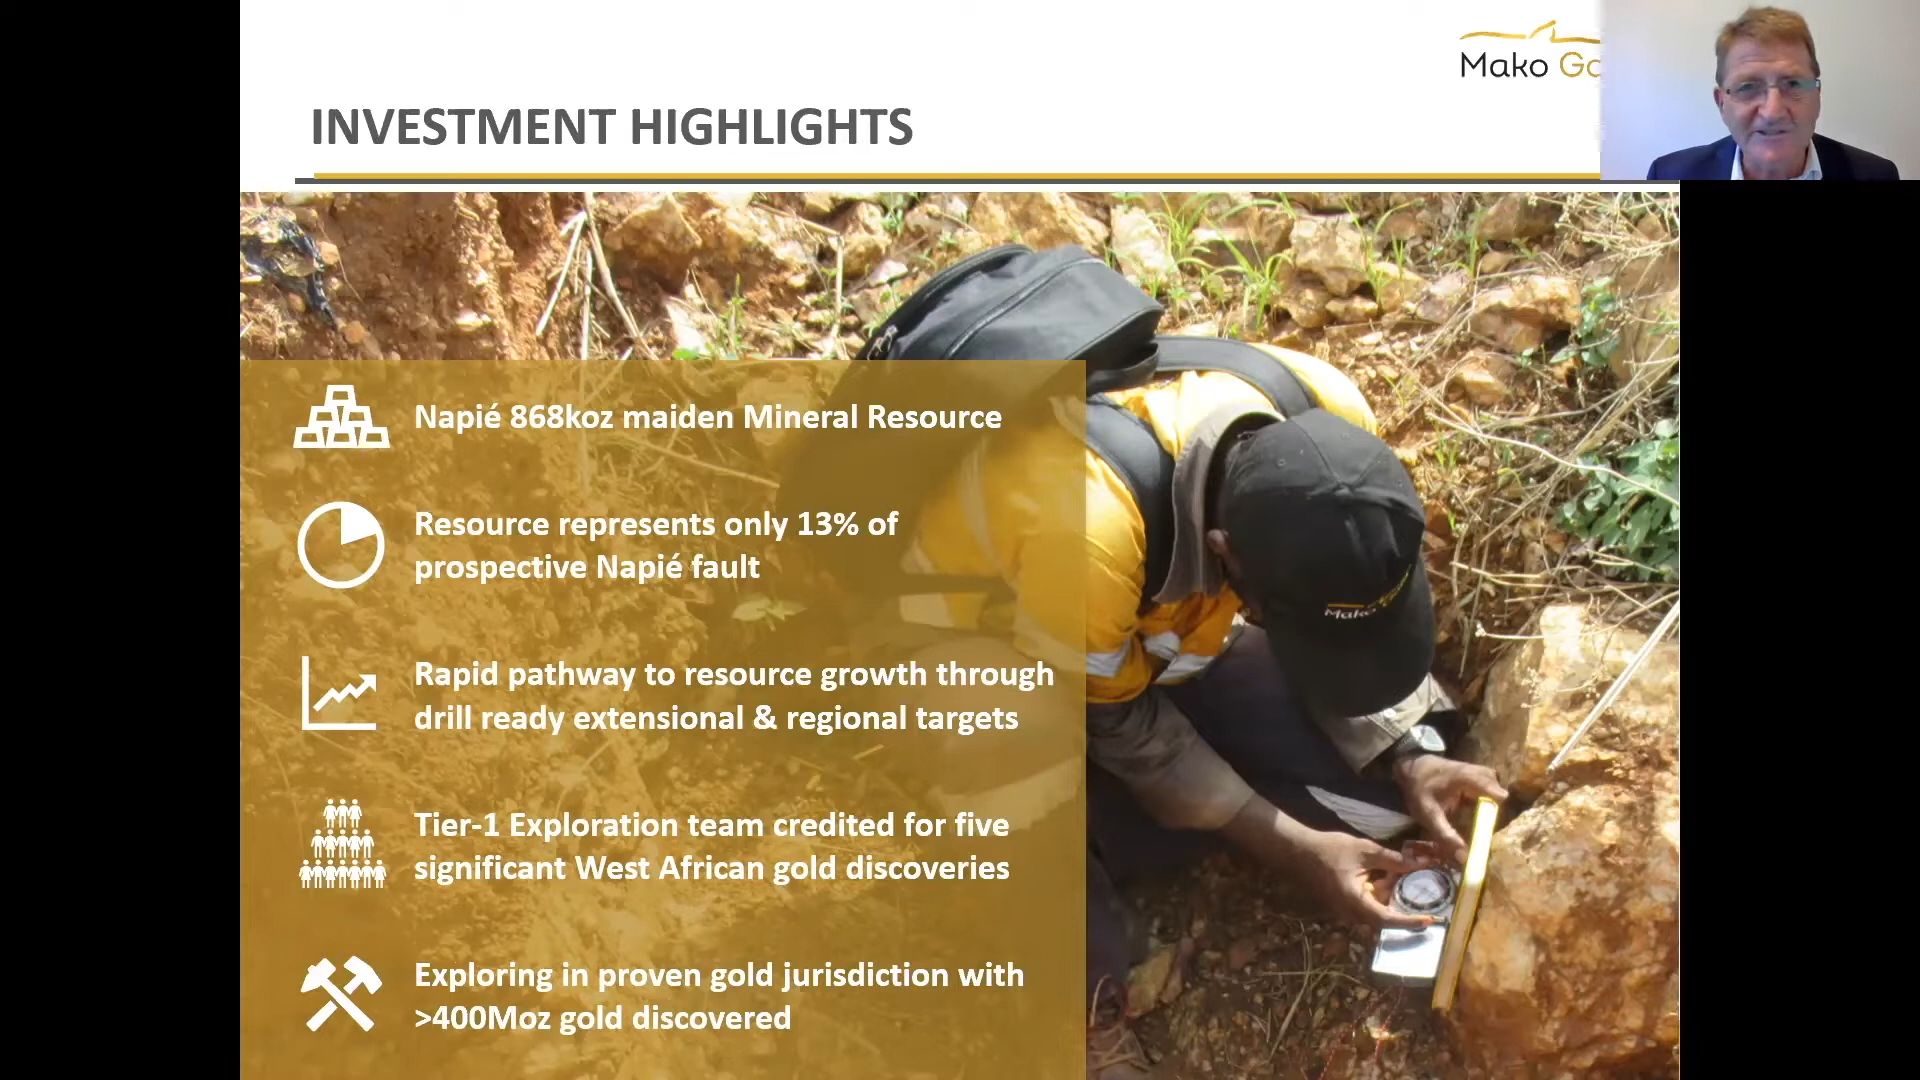 Mako Go
INVESTMENT HIGHLIGHTS
Napié 868koz maiden Mineral Resource
Resource represents only 13% of
prospective Napié fault
Rapid pathway to resource growth through
drill ready extensional & regional targets
Tier-1 Exploration team credited for five
significant West African gold discoveries
Exploring in proven gold jurisdiction with
>400Moz gold discovered
Mako